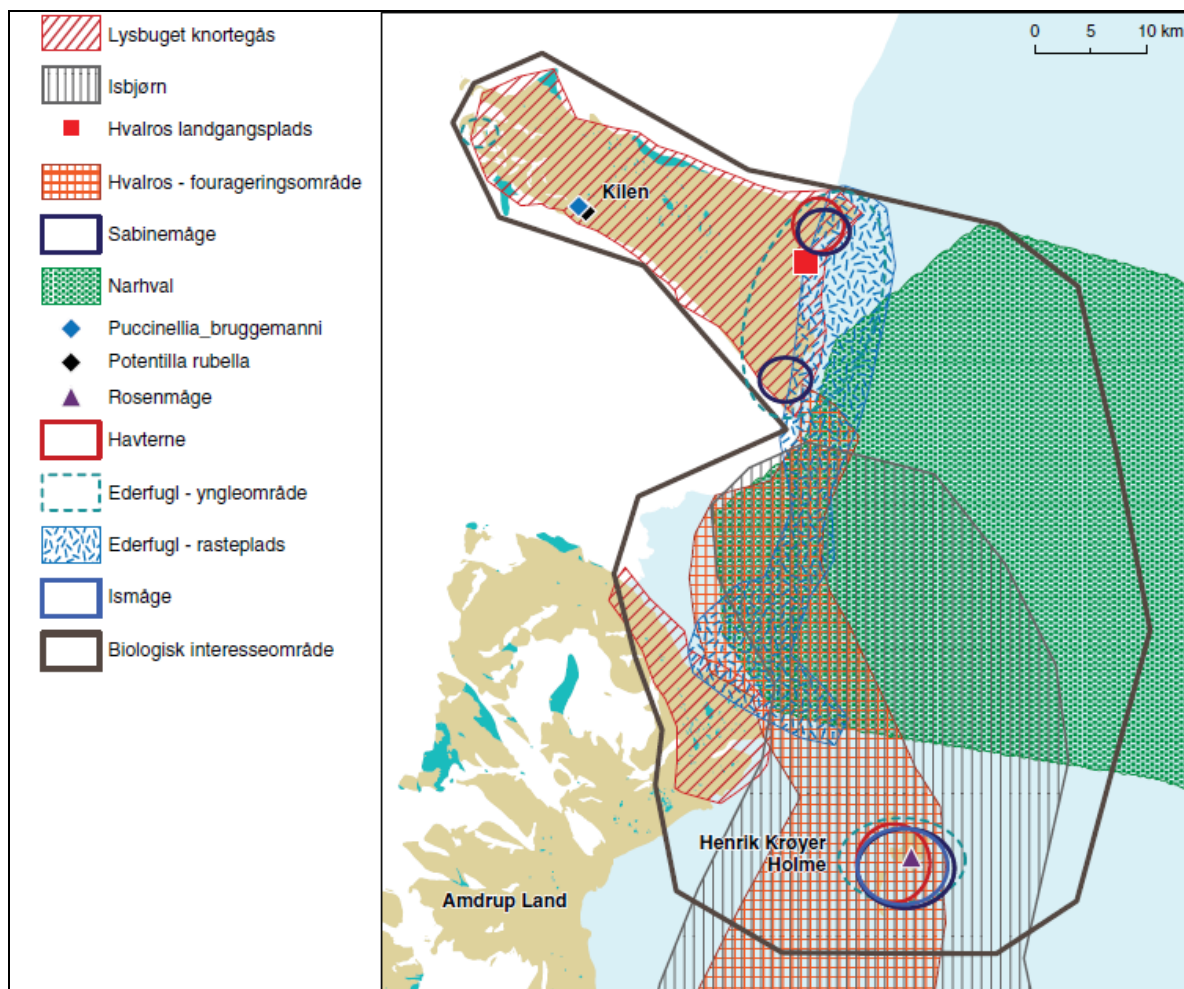 Lysbuget knortegås
Isbjørn
Hvalros landgangsplads
Hvalros - fourageringsområde
Sabinemåge
Narhval
Puccinellia_bruggemanni
Potentilla rubella
Rosenmåge
Havterne
Ederfugl - yngleområde
Ederfugl - rasteplads
Ismåge
Biologisk interesseområde
0 5 10 km
Kilen
Henrik Krøyer
Holme
Amdrup Land